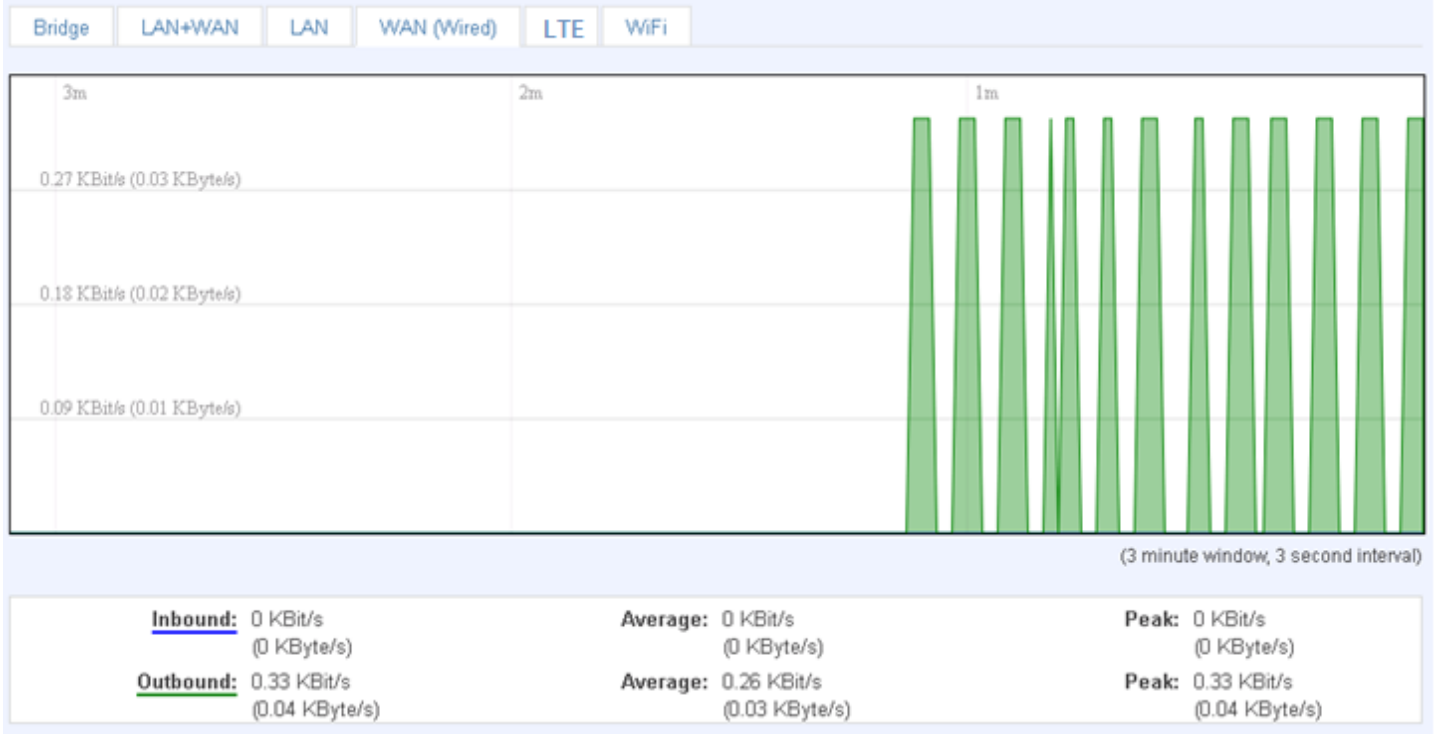 Bridge LAN+WAN LAN WAN (Wired) LTE WiFi
3m 2m 1m
0.27 KBit/s (0.03 KByte/s)
0.18 KBit/s (0.02 KByte/s)
0.09 KBit/s (0.01 KByte/s)
(3 minute window, 3 second interval)
Inbound: 0 KBit/s Average: 0 KBit/s Peak: 0 KBit/s
(0 KByte/s) (0 KByte/s) (0 KByte/s)
Outbound: 0.33 KBit/s Average: 0.26 KBit/s Peak: 0.33 KBit/s
(0.04 KByte/s) (0.03 KByte/s) (0.04 KByte/s)